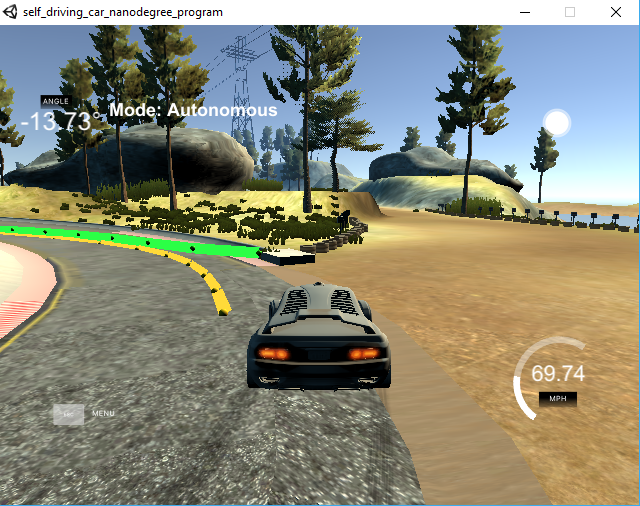 self_driving_car_nanodegree_program
ANGLE
-13.73°
Mode: Autonomous
69.74
MPH
MENU